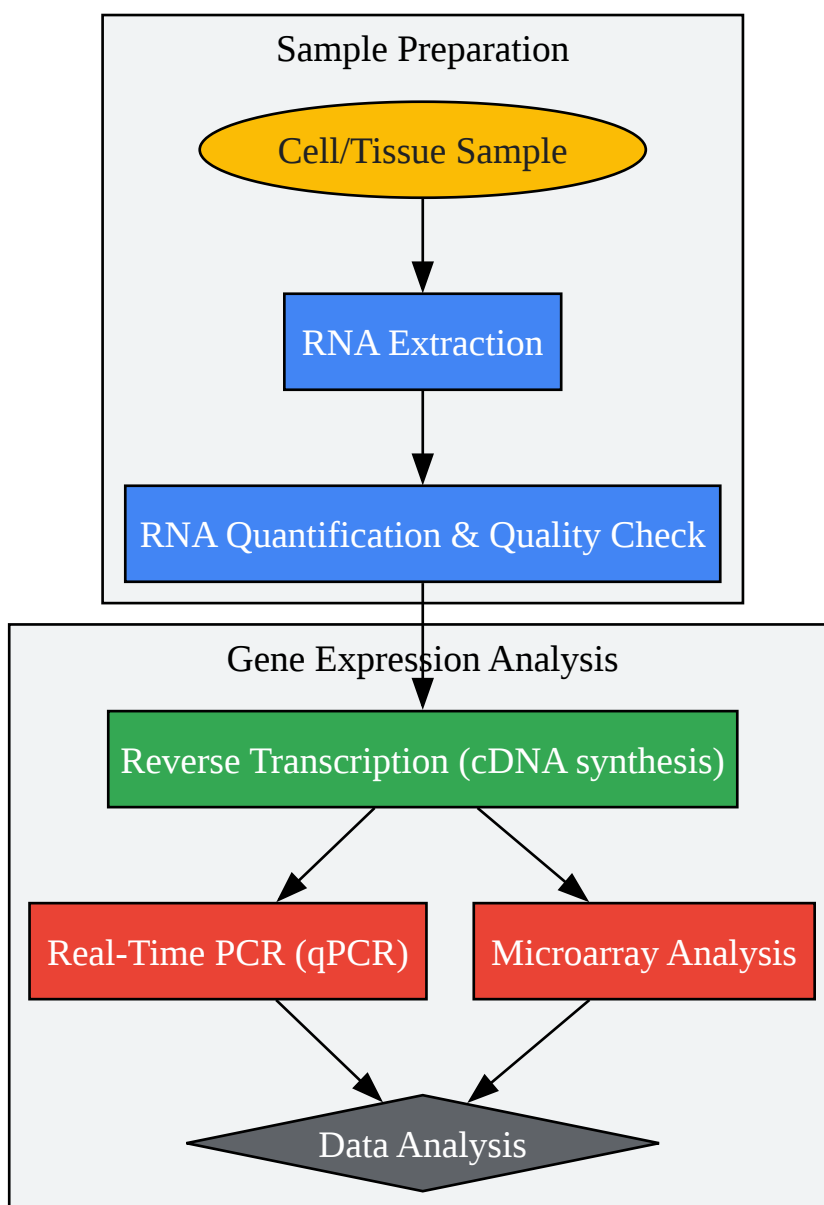 Sample Preparation
Cell/Tissue Sample
RNA Extraction
RNA Quantification & Quality Check
Gene Expression Analysis
Reverse Transcription (cDNA synthesis)
Real-Time PCR (qPCR)
Microarray Analysis
Data Analysis